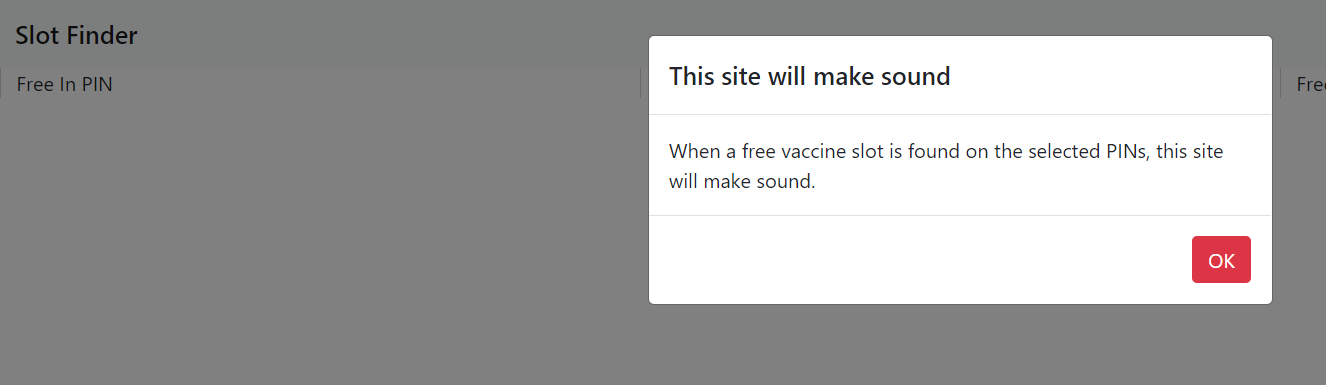 Slot Finder
Free In PIN
This site will make sound
When a free vaccine slot is found on the selected PINs, this site
will make sound.
OK